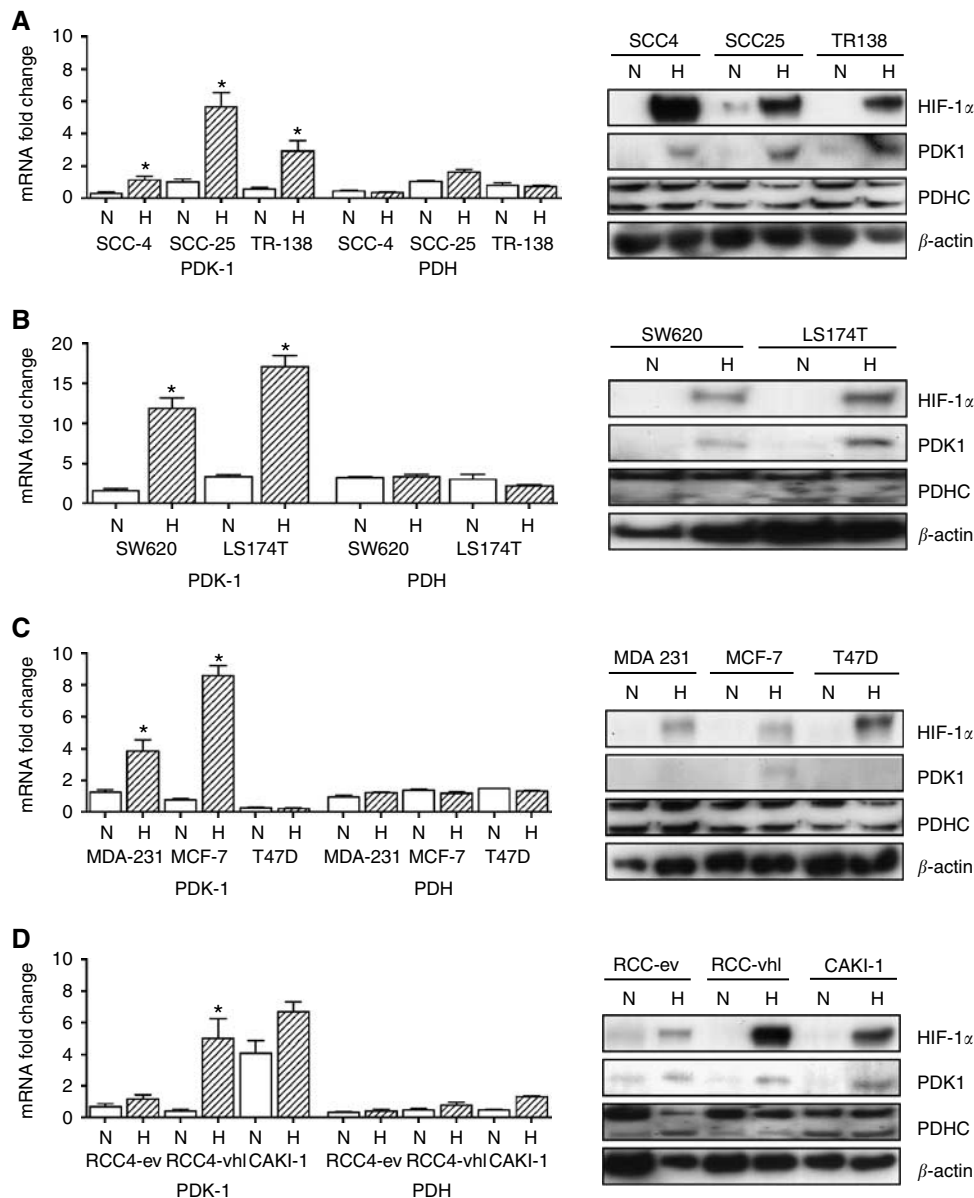 A
mRNA fold change
10
8
6
4
2
0
* * *
N H N H N H N H N H N H
SCC-4 SCC-25 TR-138 SCC-4 SCC-25 TR-138
PDK-1 PDH
SCC4 SCC25 TR138
N H N H N H
HIF-1α
PDK1
PDHC
β-actin
B
mRNA fold change
20
15
10
5
0
* *
N H N H N H N H
SW620 LS174T SW620 LS174T
PDK-1 PDH
SW620 LS174T
N H N H
HIF-1α
PDK1
PDHC
β-actin
C
mRNA fold change
10
8
6
4
2
0
* *
N H N H N H N H N H N H
MDA-231 MCF-7 T47D MDA-231 MCF-7 T47D
PDK-1 PDH
MDA 231 MCF-7 T47D
N H N H N H
HIF-1α
PDK1
PDHC
β-actin
D
mRNA fold change
10
8
6
4
2
0
*
N H N H N H N H N H N H
RCC4-ev RCC4-vhl CAKI-1 RCC4-ev RCC4-vhl CAKI-1
PDK-1 PDH
RCC-ev RCC-vhl CAKI-1
N H N H N H
HIF-1α
PDK1
PDHC
β-actin